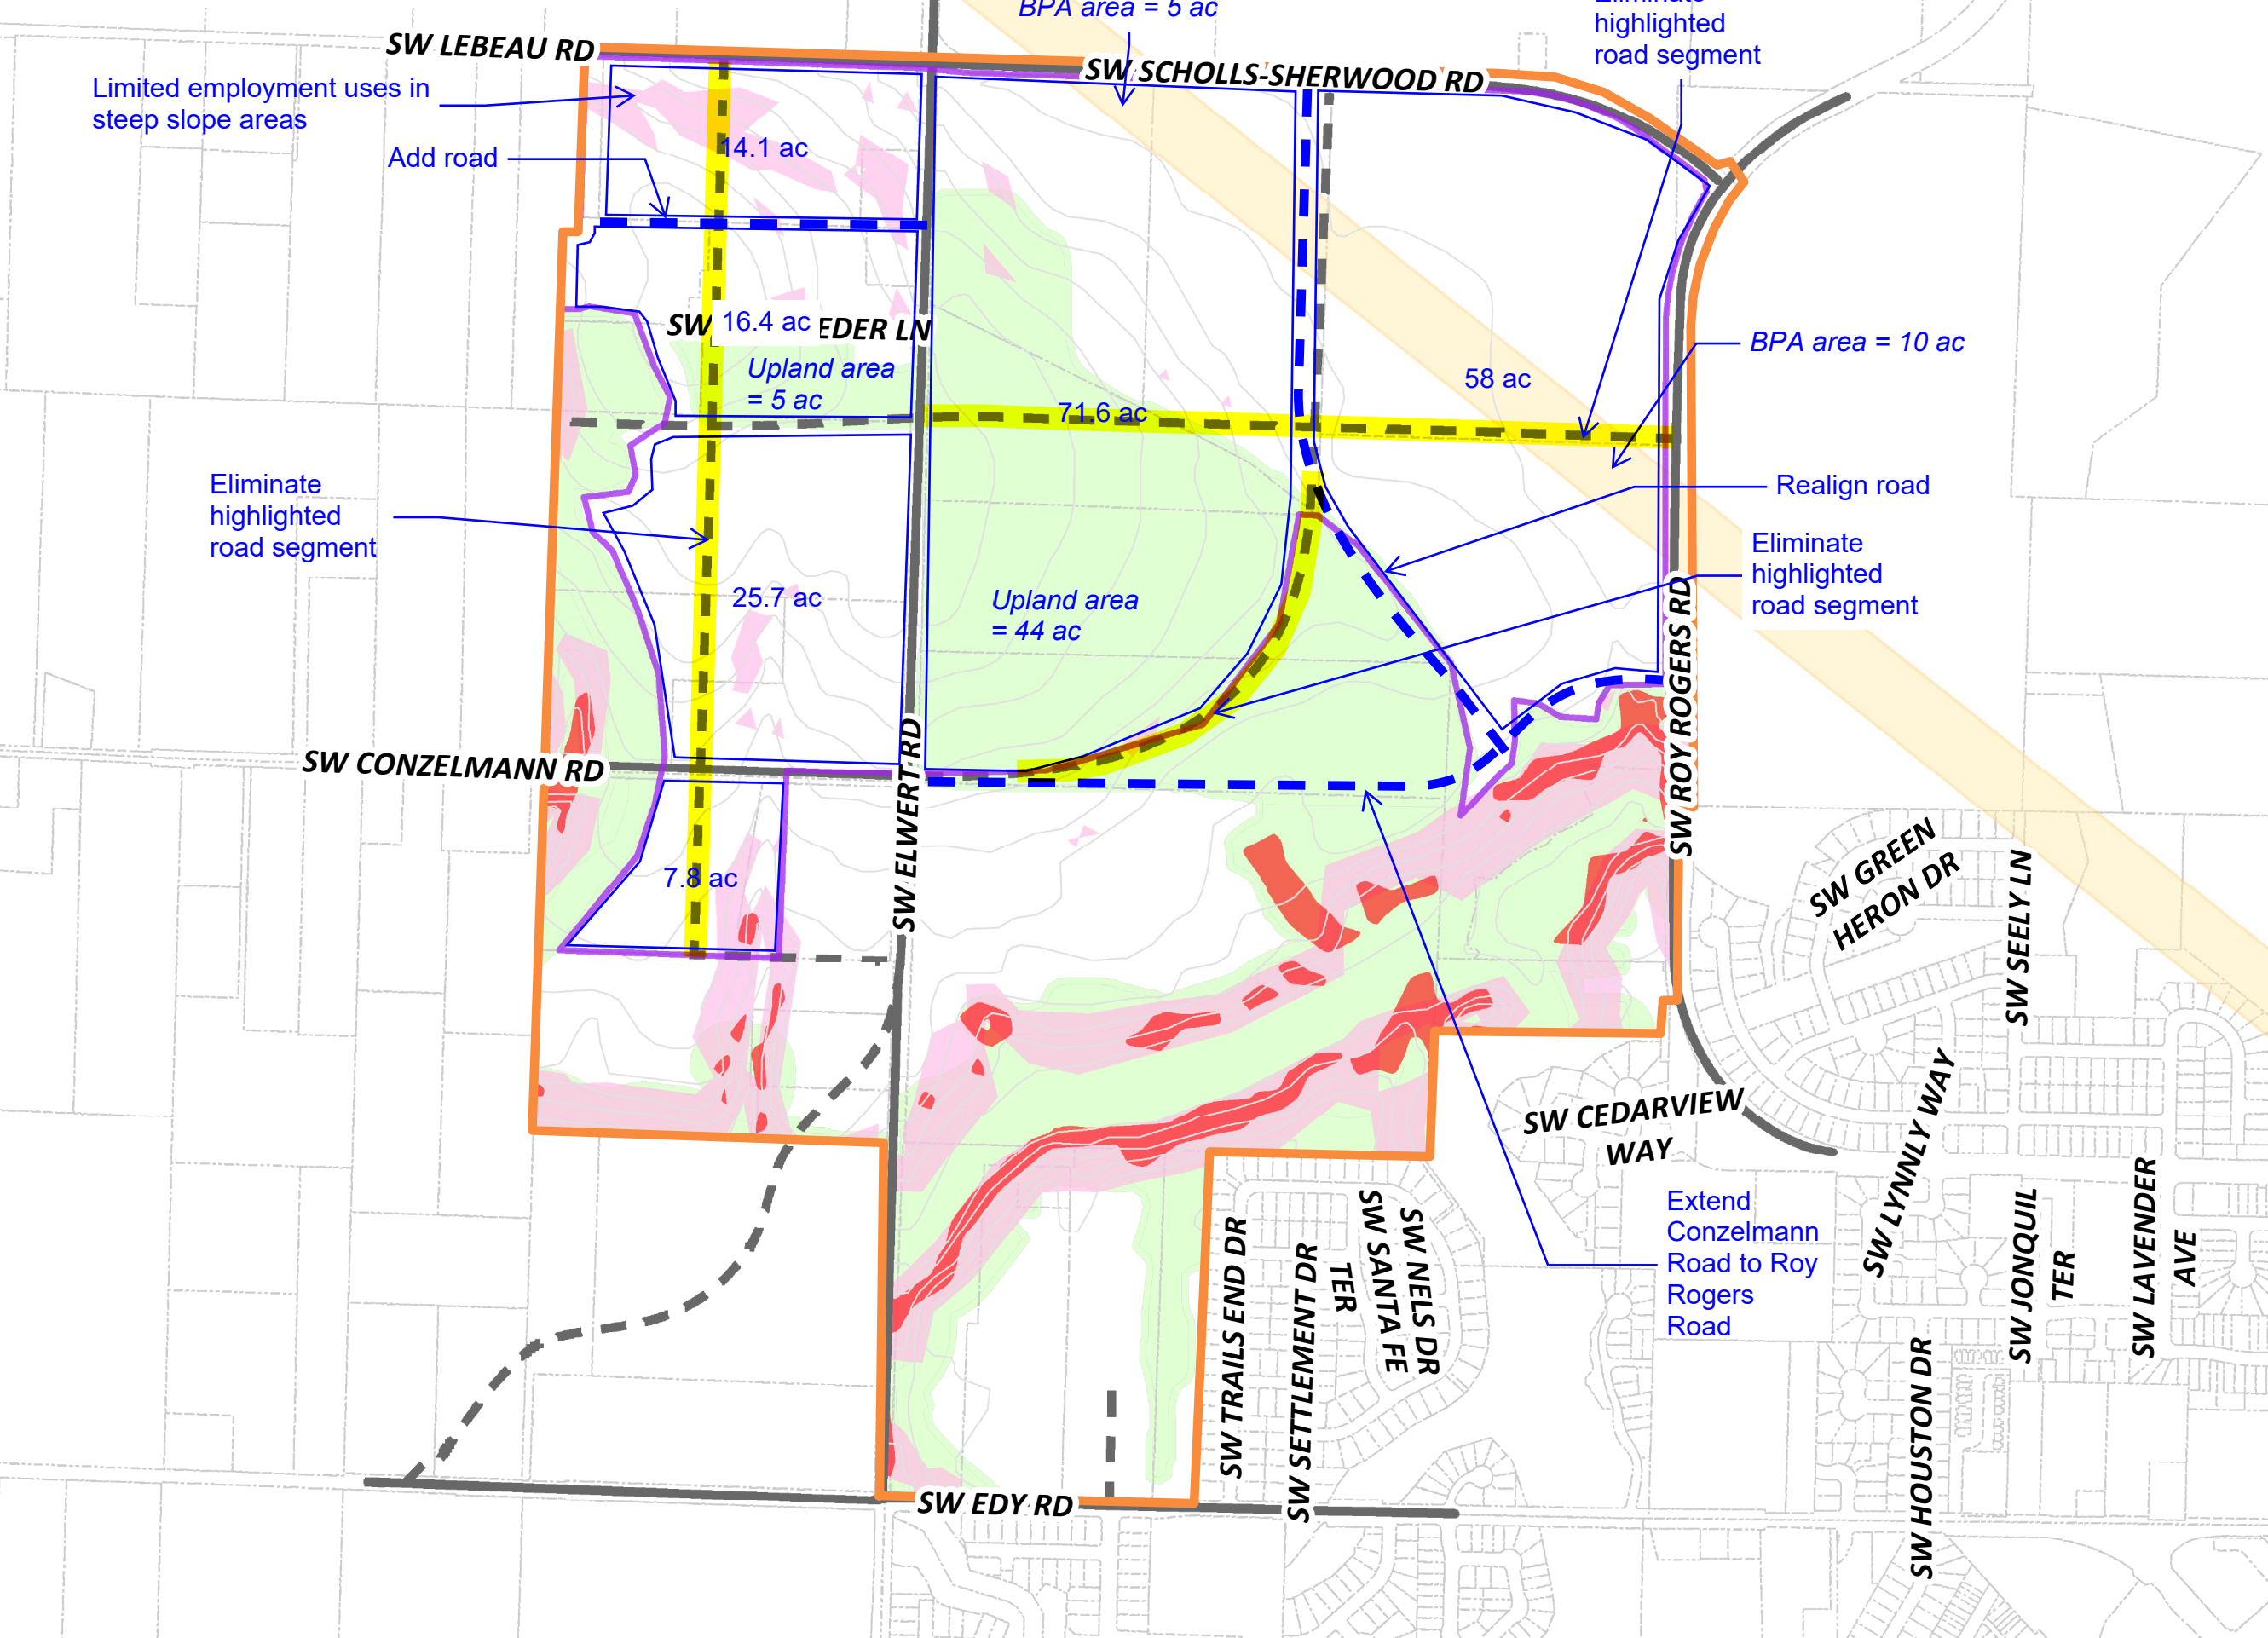 BPA area = 5 ac
highlighted
road segment
SW LEBEAU RD
SW SCHOLLS-SHERWOOD RD
Limited employment uses in
steep slope areas
Add road
14.1 ac
SW
16.4 ac
EDER LN
Upland area
= 5 ac
BPA area = 10 ac
58 ac
71.6 ac
Eliminate
highlighted
road segment
Realign road
Eliminate
highlighted
road segment
25.7 ac
Upland area
= 44 ac
SW ROY ROGERS RD
SW CONZELMANN RD
SW ELWERT RD
7.8 ac
SW GREEN
HERON DR
SW SEELY LN
SW CEDARVIEW
WAY
SW LYNNLY WAY
Extend
Conzelmann
Road to Roy
Rogers
Road
SW TRAILS END DR
SW SETTLEMENT DR
SW SANTA FE
TER
SW NELS DR
SW JONQUIL
TER
SW LAVENDER
AVE
SW HOUSTON DR
SW EDY RD